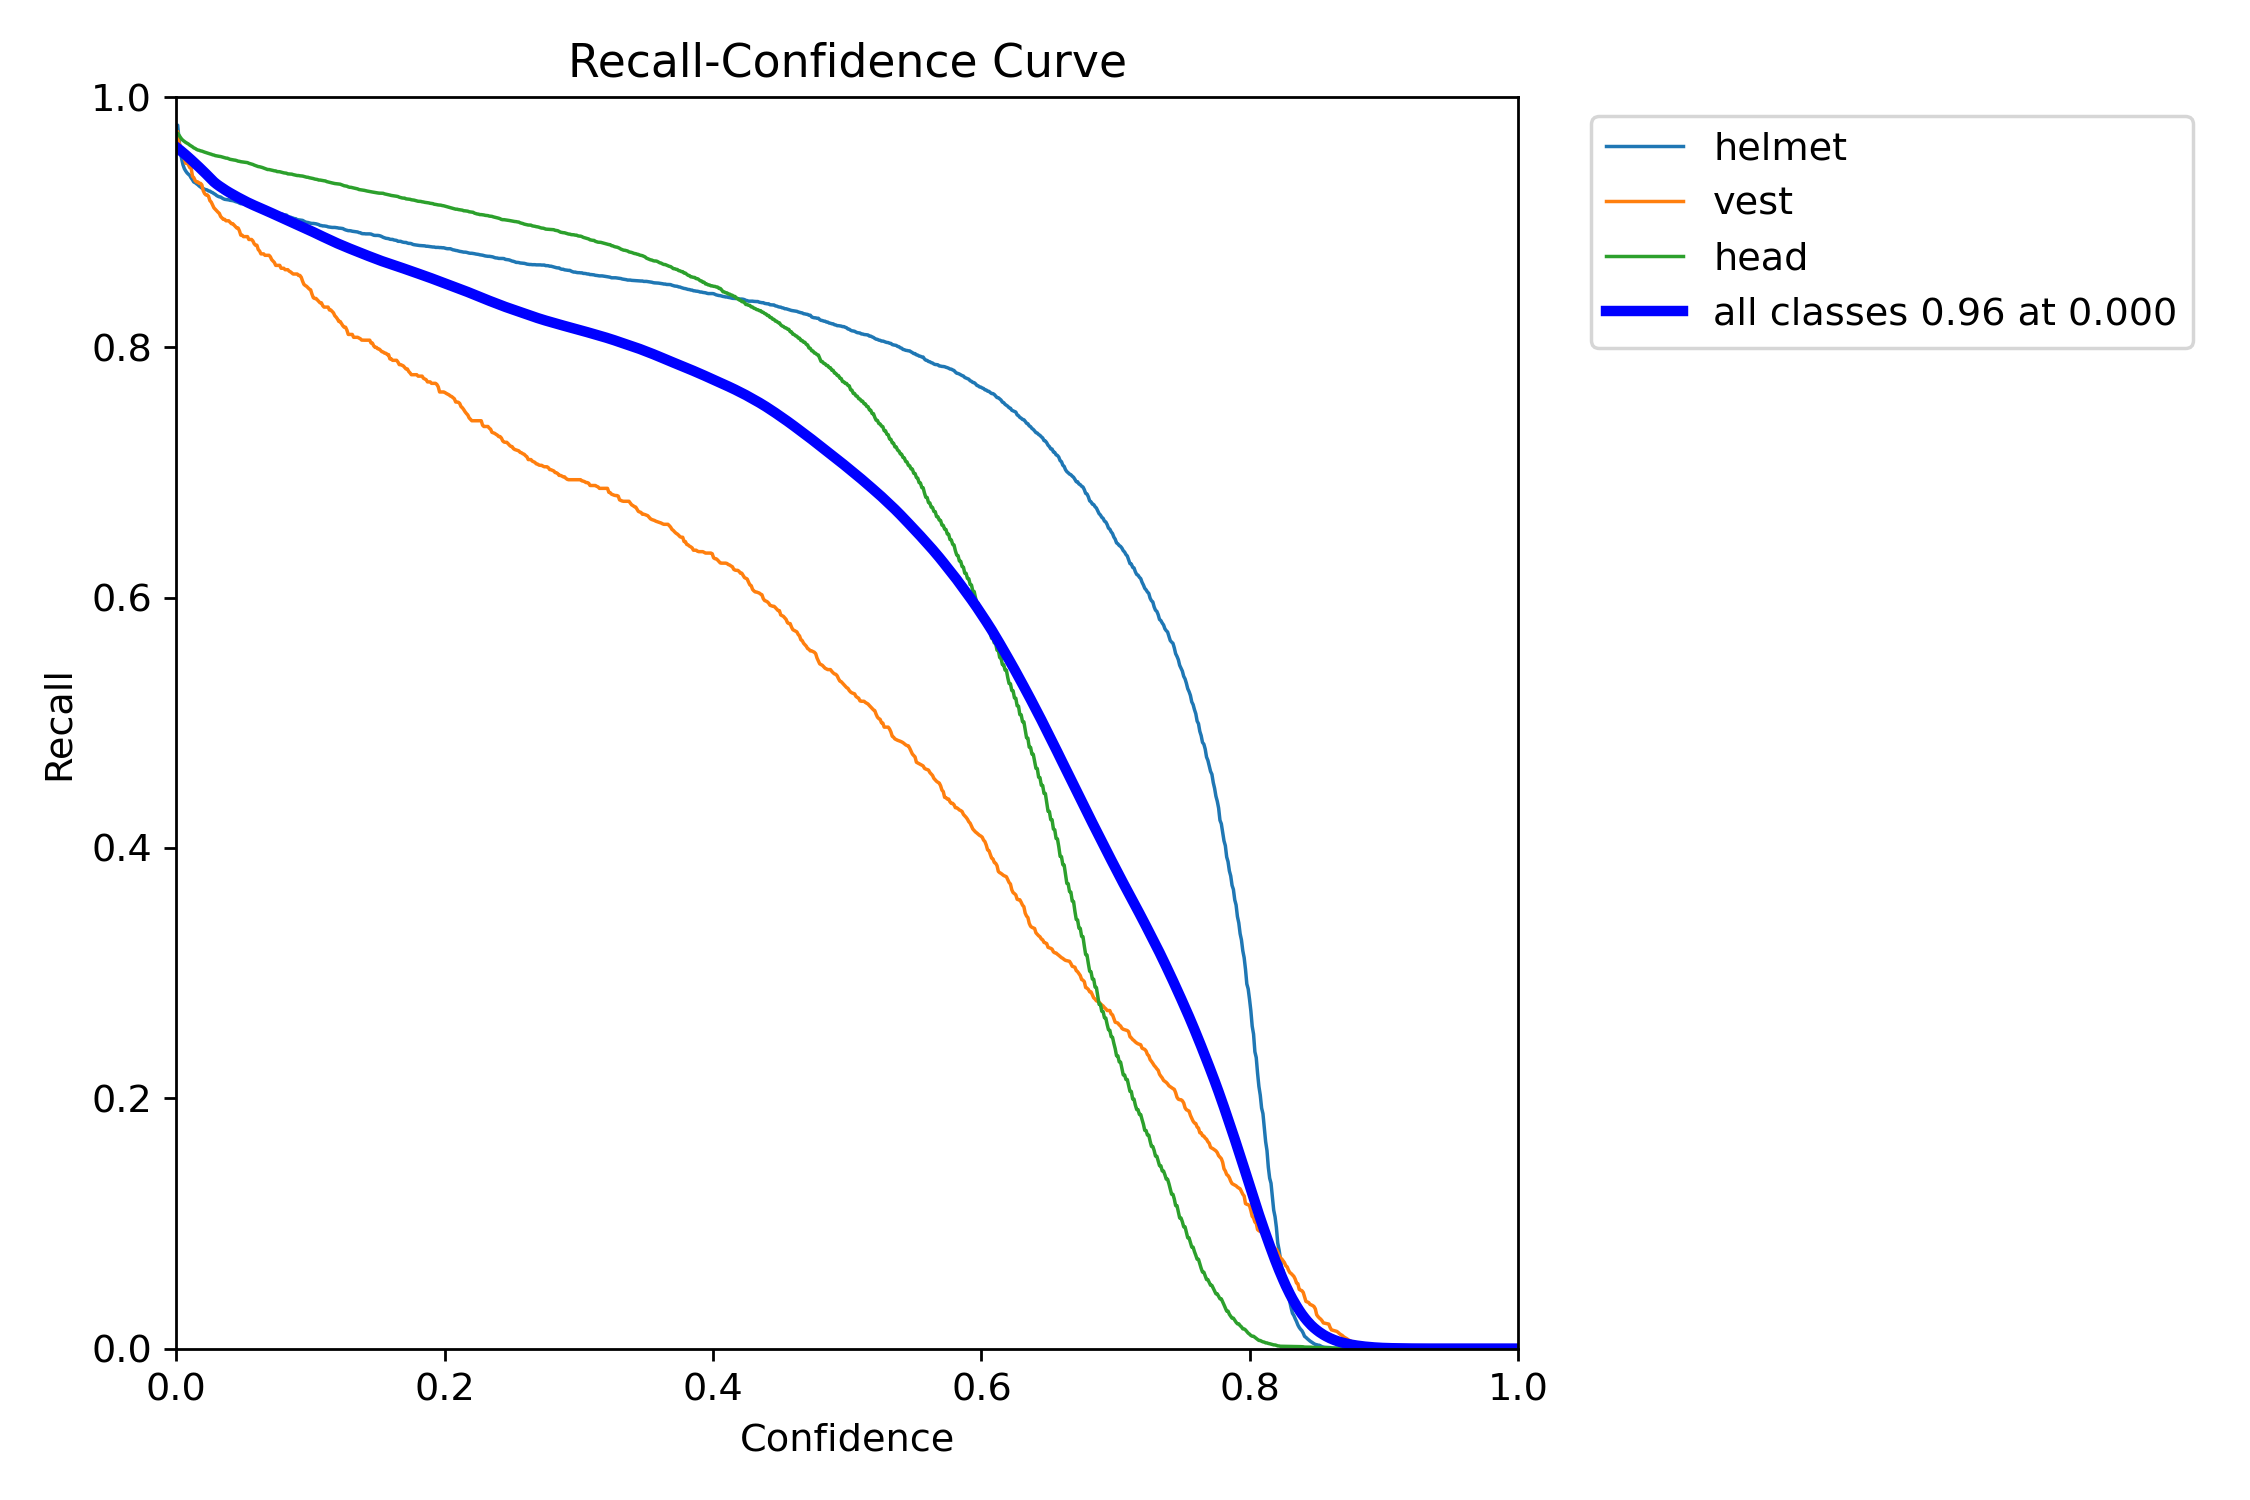 Recall-Confidence Curve
1.0
0.8
0.6
0.4
0.2
0.0
Recall
0.0 0.2 0.4 0.6 0.8 1.0
Confidence
helmet
vest
head
all classes 0.96 at 0.000